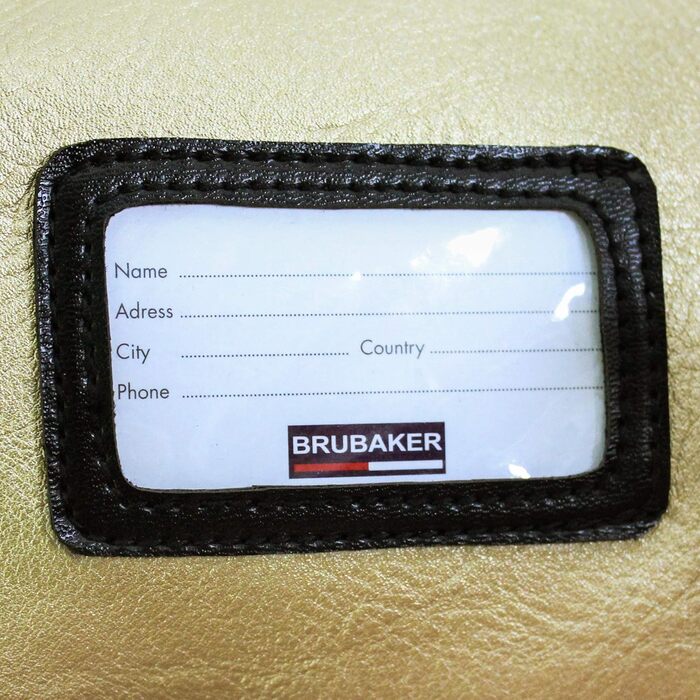 Name
Adress
City Country
Phone
BRUBAKER